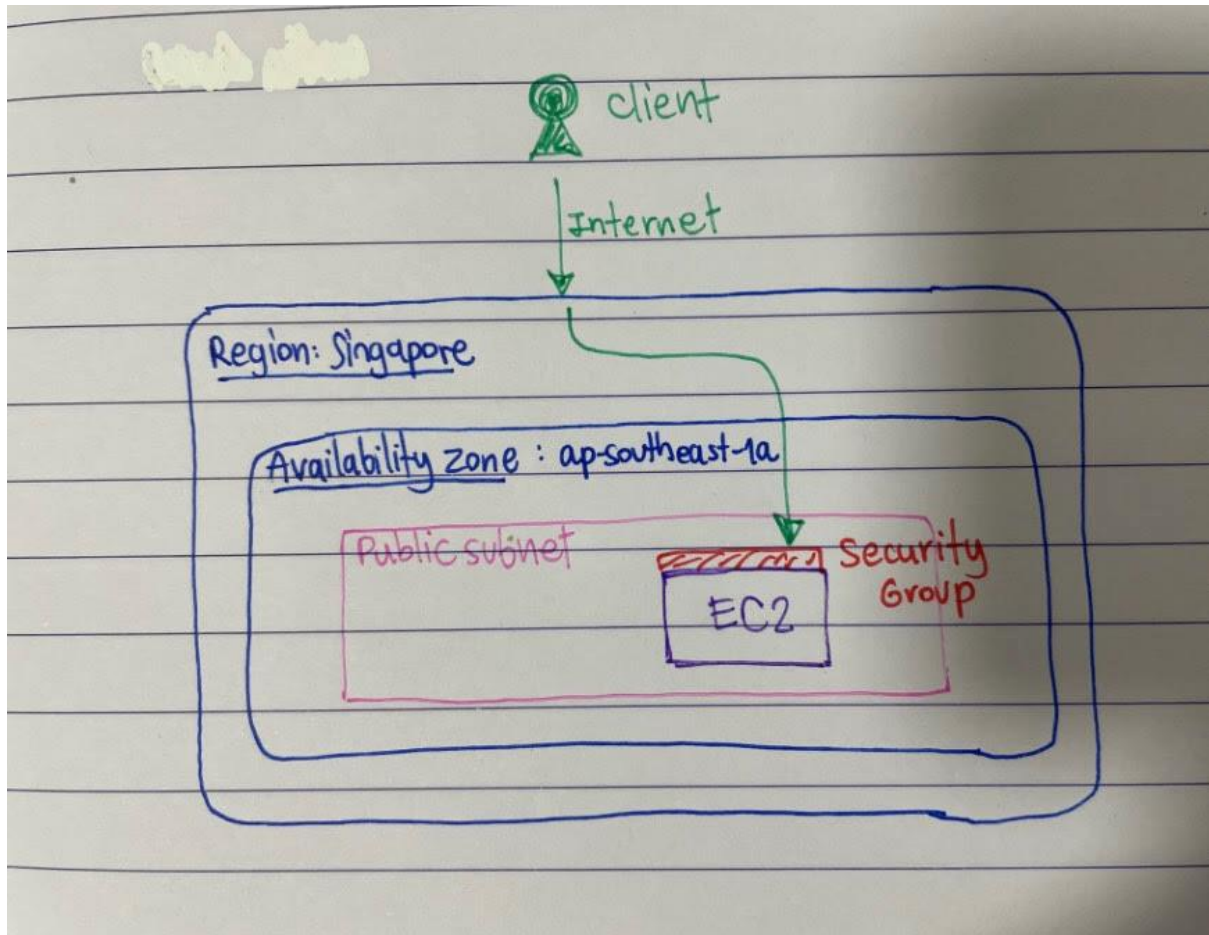 client
Internet
Region: Singapore
Availability zone : ap-southeast-1a
Public subnet
Security
Group
EC2